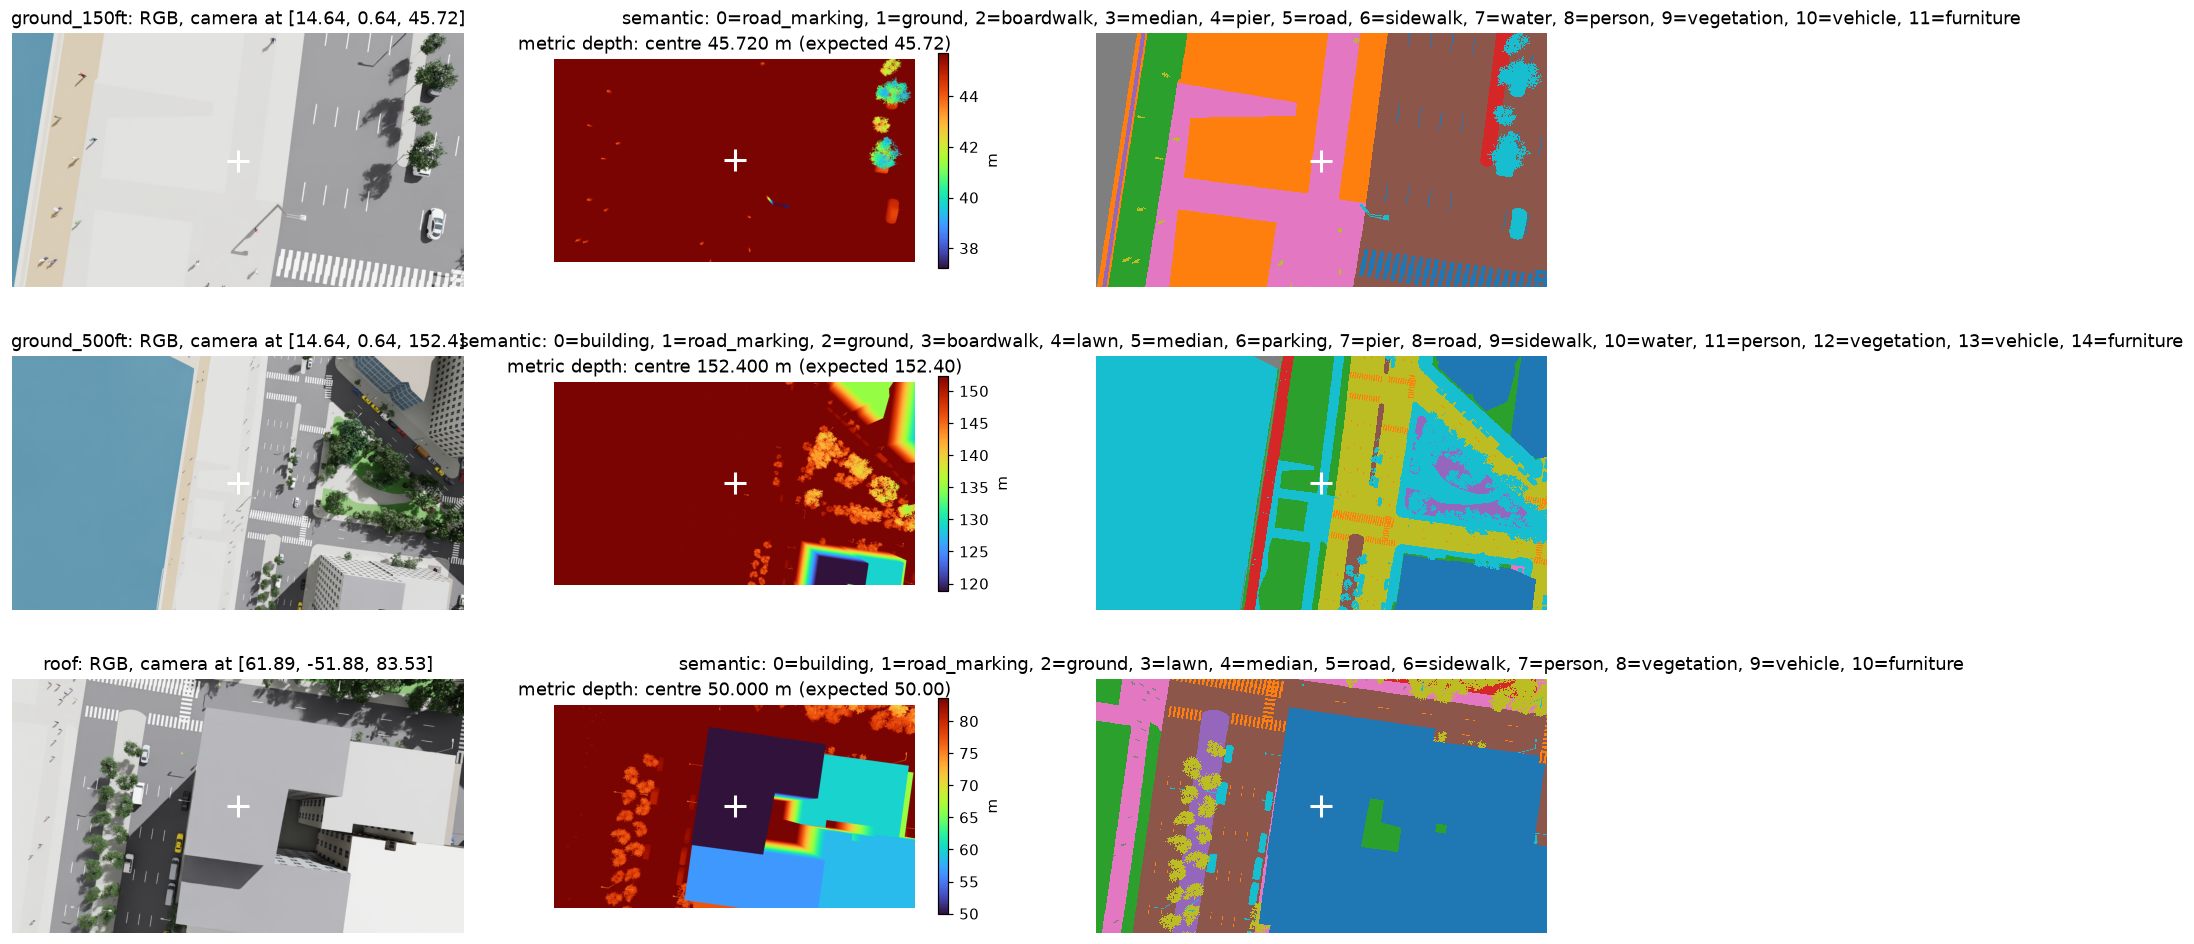 ground_150ft: RGB, camera at [14.64, 0.64, 45.72]
semantic: 0=road_marking, 1=ground, 2=boardwalk, 3=median, 4=pier, 5=road, 6=sidewalk, 7=water, 8=person, 9=vegetation, 10=vehicle, 11=furniture
metric depth: centre 45.720 m (expected 45.72)
44
42
40
38
m
ground_500ft: RGB, camera at [14.64, 0.64, 152.4]
semantic: 0=building, 1=road_marking, 2=ground, 3=boardwalk, 4=lawn, 5=median, 6=parking, 7=pier, 8=road, 9=sidewalk, 10=water, 11=person, 12=vegetation, 13=vehicle, 14=furniture
metric depth: centre 152.400 m (expected 152.40)
150
145
140
135
130
125
120
m
roof: RGB, camera at [61.89, -51.88, 83.53]
semantic: 0=building, 1=road_marking, 2=ground, 3=lawn, 4=median, 5=road, 6=sidewalk, 7=person, 8=vegetation, 9=vehicle, 10=furniture
metric depth: centre 50.000 m (expected 50.00)
80
75
70
65
60
55
50
m